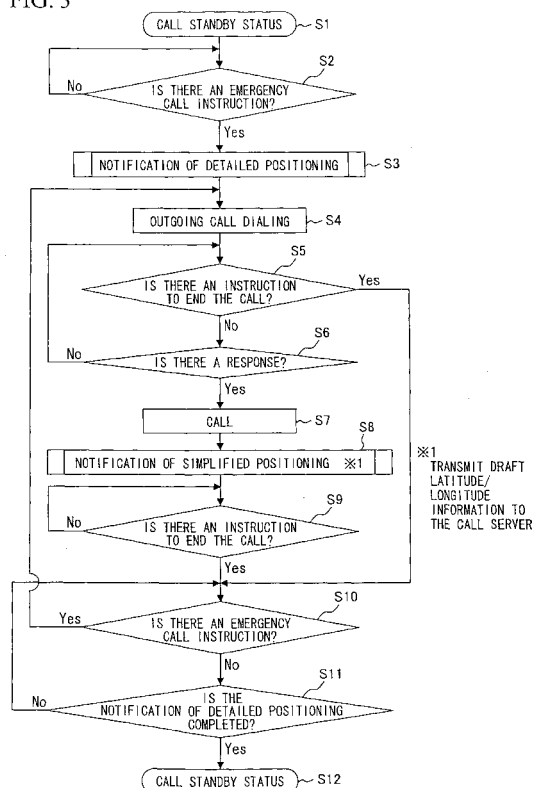 FIG. 5
CALL STANDBY STATUS
S1
S2
IS THERE AN EMERGENCY
CALL INSTRUCTION?
No
Yes
NOTIFICATION OF DETAILED POSITIONING
S3
OUTGOING CALL DIALING
S4
S5
IS THERE AN INSTRUCTION
TO END THE CALL?
Yes
No
S6
IS THERE A RESPONSE?
No
Yes
CALL
S7
S8
NOTIFICATION OF SIMPLIFIED POSITIONING ※1
※1
TRANSMIT DRAFT
LATITUDE/
LONGITUDE
INFORMATION TO
THE CALL SERVER
S9
IS THERE AN INSTRUCTION
TO END THE CALL?
No
Yes
S10
IS THERE AN EMERGENCY
CALL INSTRUCTION?
Yes
No
S11
IS THE
NOTIFICATION OF DETAILED POSITIONING
COMPLETED?
No
Yes
CALL STANDBY STATUS
S12